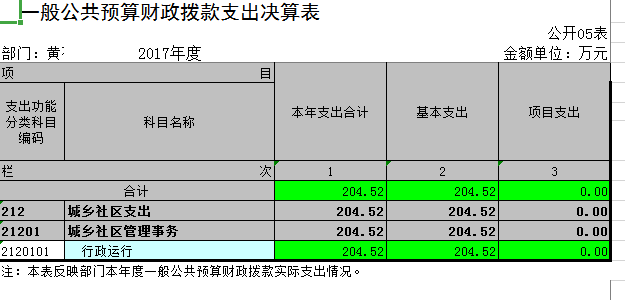 一般公共预算财政拨款支出决算表
公开05表
部门：黄 2017年度 金额单位：万元
项 目 本年支出合计 基本支出 项目支出
支出功能分类科目编码 科目名称
栏 次 1 2 3
合计 204.52 204.52 0.00
212 城乡社区支出 204.52 204.52 0.00
21201 城乡社区管理事务 204.52 204.52 0.00
2120101 行政运行 204.52 204.52 0.00
注：本表反映部门本年度一般公共预算财政拨款实际支出情况。